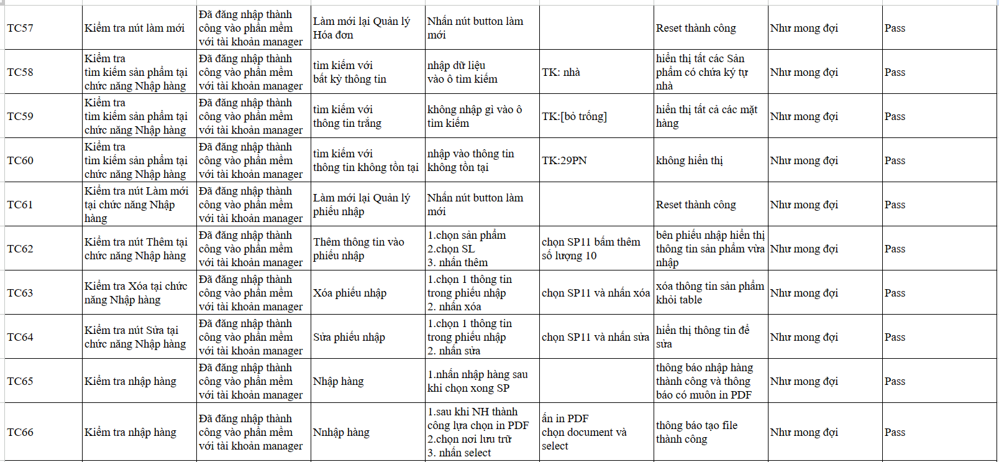 TC57
Kiểm tra nút làm mới
Đã đăng nhập thành
công vào phần mềm
với tài khoản manager
Làm mới lại Quản lý
Hóa đơn
Nhấn nút button làm
mới
Reset thành công
Như mong đợi
Pass
TC58
Kiểm tra
tìm kiếm sản phẩm tại
chức năng Nhập hàng
Đã đăng nhập thành
công vào phần mềm
với tài khoản manager
tìm kiếm với
bất kỳ thông tin
nhập dữ liệu
vào ô tìm kiếm
TK: nhà
hiển thị tất các Sản
phẩm có chứa ký tự
nhà
Như mong đợi
Pass
TC59
Kiểm tra
tìm kiếm sản phẩm tại
chức năng Nhập hàng
Đã đăng nhập thành
công vào phần mềm
với tài khoản manager
tìm kiếm với
thông tin trắng
không nhập gì vào ô
tìm kiếm
TK:[bỏ trống]
hiển thị tất cả các mặt
hàng
Như mong đợi
Pass
TC60
Kiểm tra
tìm kiếm sản phẩm tại
chức năng Nhập hàng
Đã đăng nhập thành
công vào phần mềm
với tài khoản manager
tìm kiếm với
thông tin không tồn tại
nhập vào thông tin
không tồn tại
TK:29PN
không hiển thị
Như mong đợi
Pass
TC61
Kiểm tra nút Làm mới
tại chức năng Nhập
hàng
Đã đăng nhập thành
công vào phần mềm
với tài khoản manager
Làm mới lại Quản lý
phiếu nhập
Nhấn nút button làm
mới
Reset thành công
Như mong đợi
Pass
TC62
Kiểm tra nút Thêm tại
chức năng Nhập hàng
Đã đăng nhập thành
công vào phần mềm
với tài khoản manager
Thêm thông tin vào
phiếu nhập
1.chọn sản phẩm
2.chọn SL
3. nhấn thêm
chọn SP11 bấm thêm
số lượng 10
bên phiếu nhập hiển thị
thông tin sản phẩm vừa
nhập
Như mong đợi
Pass
TC63
Kiểm tra Xóa tại chức
năng Nhập hàng
Đã đăng nhập thành
công vào phần mềm
với tài khoản manager
Xóa phiếu nhập
1.chọn 1 thông tin
trong phiếu nhập
2. nhấn xóa
chọn SP11 và nhấn xóa
xóa thông tin sản phẩm
khỏi table
Như mong đợi
Pass
TC64
Kiểm tra nút Sửa tại
chức năng Nhập hàng
Đã đăng nhập thành
công vào phần mềm
với tài khoản manager
Sửa phiếu nhập
1.chọn 1 thông tin
trong phiếu nhập
2. nhấn sửa
chọn SP11 và nhấn sửa
hiển thị thông tin để
sửa
Như mong đợi
Pass
TC65
Kiểm tra nhập hàng
Đã đăng nhập thành
công vào phần mềm
với tài khoản manager
Nhập hàng
1.nhấn nhập hàng sau
khi chọn xong SP
thông báo nhập hàng
thành công và thông
báo có muôn in PDF
Như mong đợi
Pass
TC66
Kiểm tra nhập hàng
Đã đăng nhập thành
công vào phần mềm
với tài khoản manager
Nnhập hàng
1.sau khi NH thành
công lựa chọn in PDF
2.chọn nơi lưu trữ
3. nhấn select
ấn in PDF
chọn document và
select
thông báo tạo file
thành công
Như mong đợi
Pass